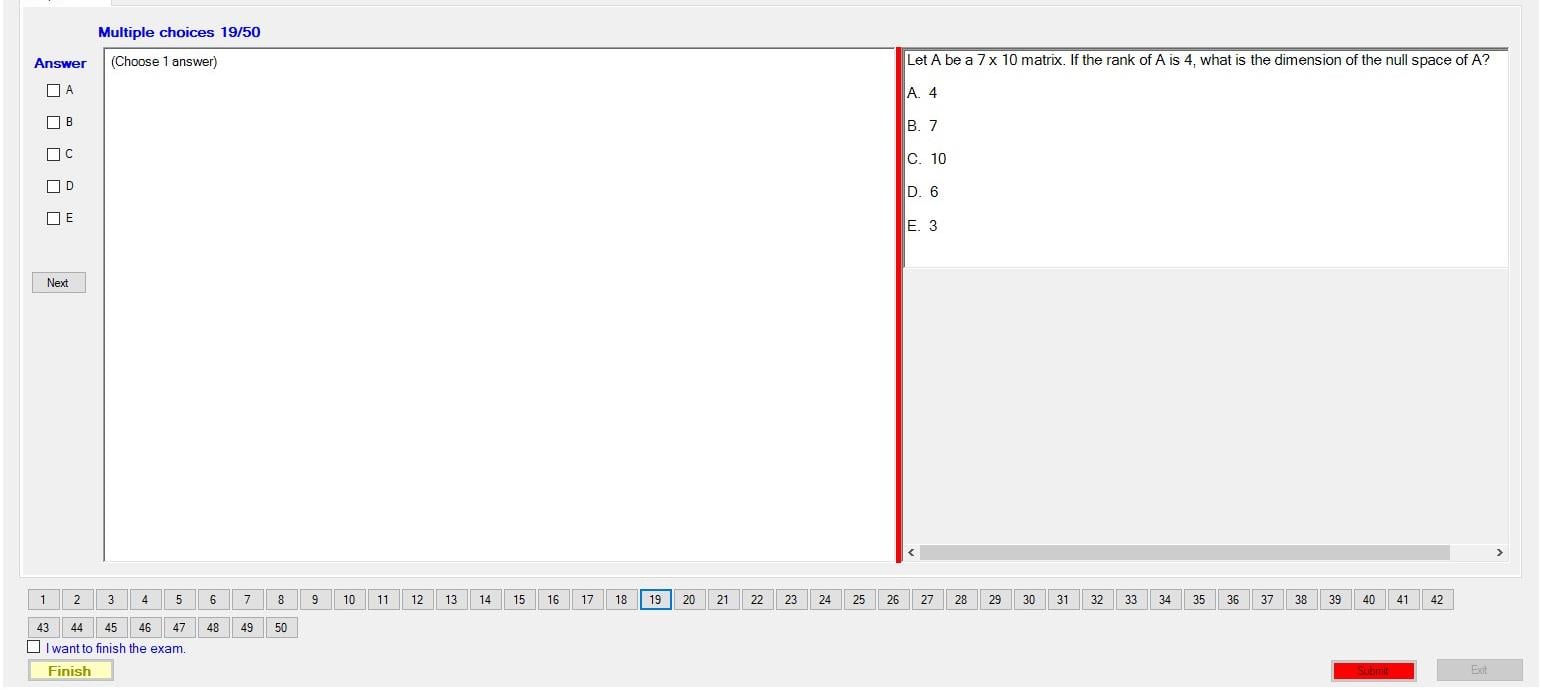 Multiple choices 19/50
Answer
(Choose 1 answer)
A
B
C
D
E
Next
Let A be a 7 x 10 matrix. If the rank of A is 4, what is the dimension of the null space of A?
A. 4
B. 7
C. 10
D. 6
E. 3
1 2 3 4 5 6 7 8 9 10 11 12 13 14 15 16 17 18 19 20 21 22 23 24 25 26 27 28 29 30 31 32 33 34 35 36 37 38 39 40 41 42
43 44 45 46 47 48 49 50
I want to finish the exam.
Finish
Submit
Exit